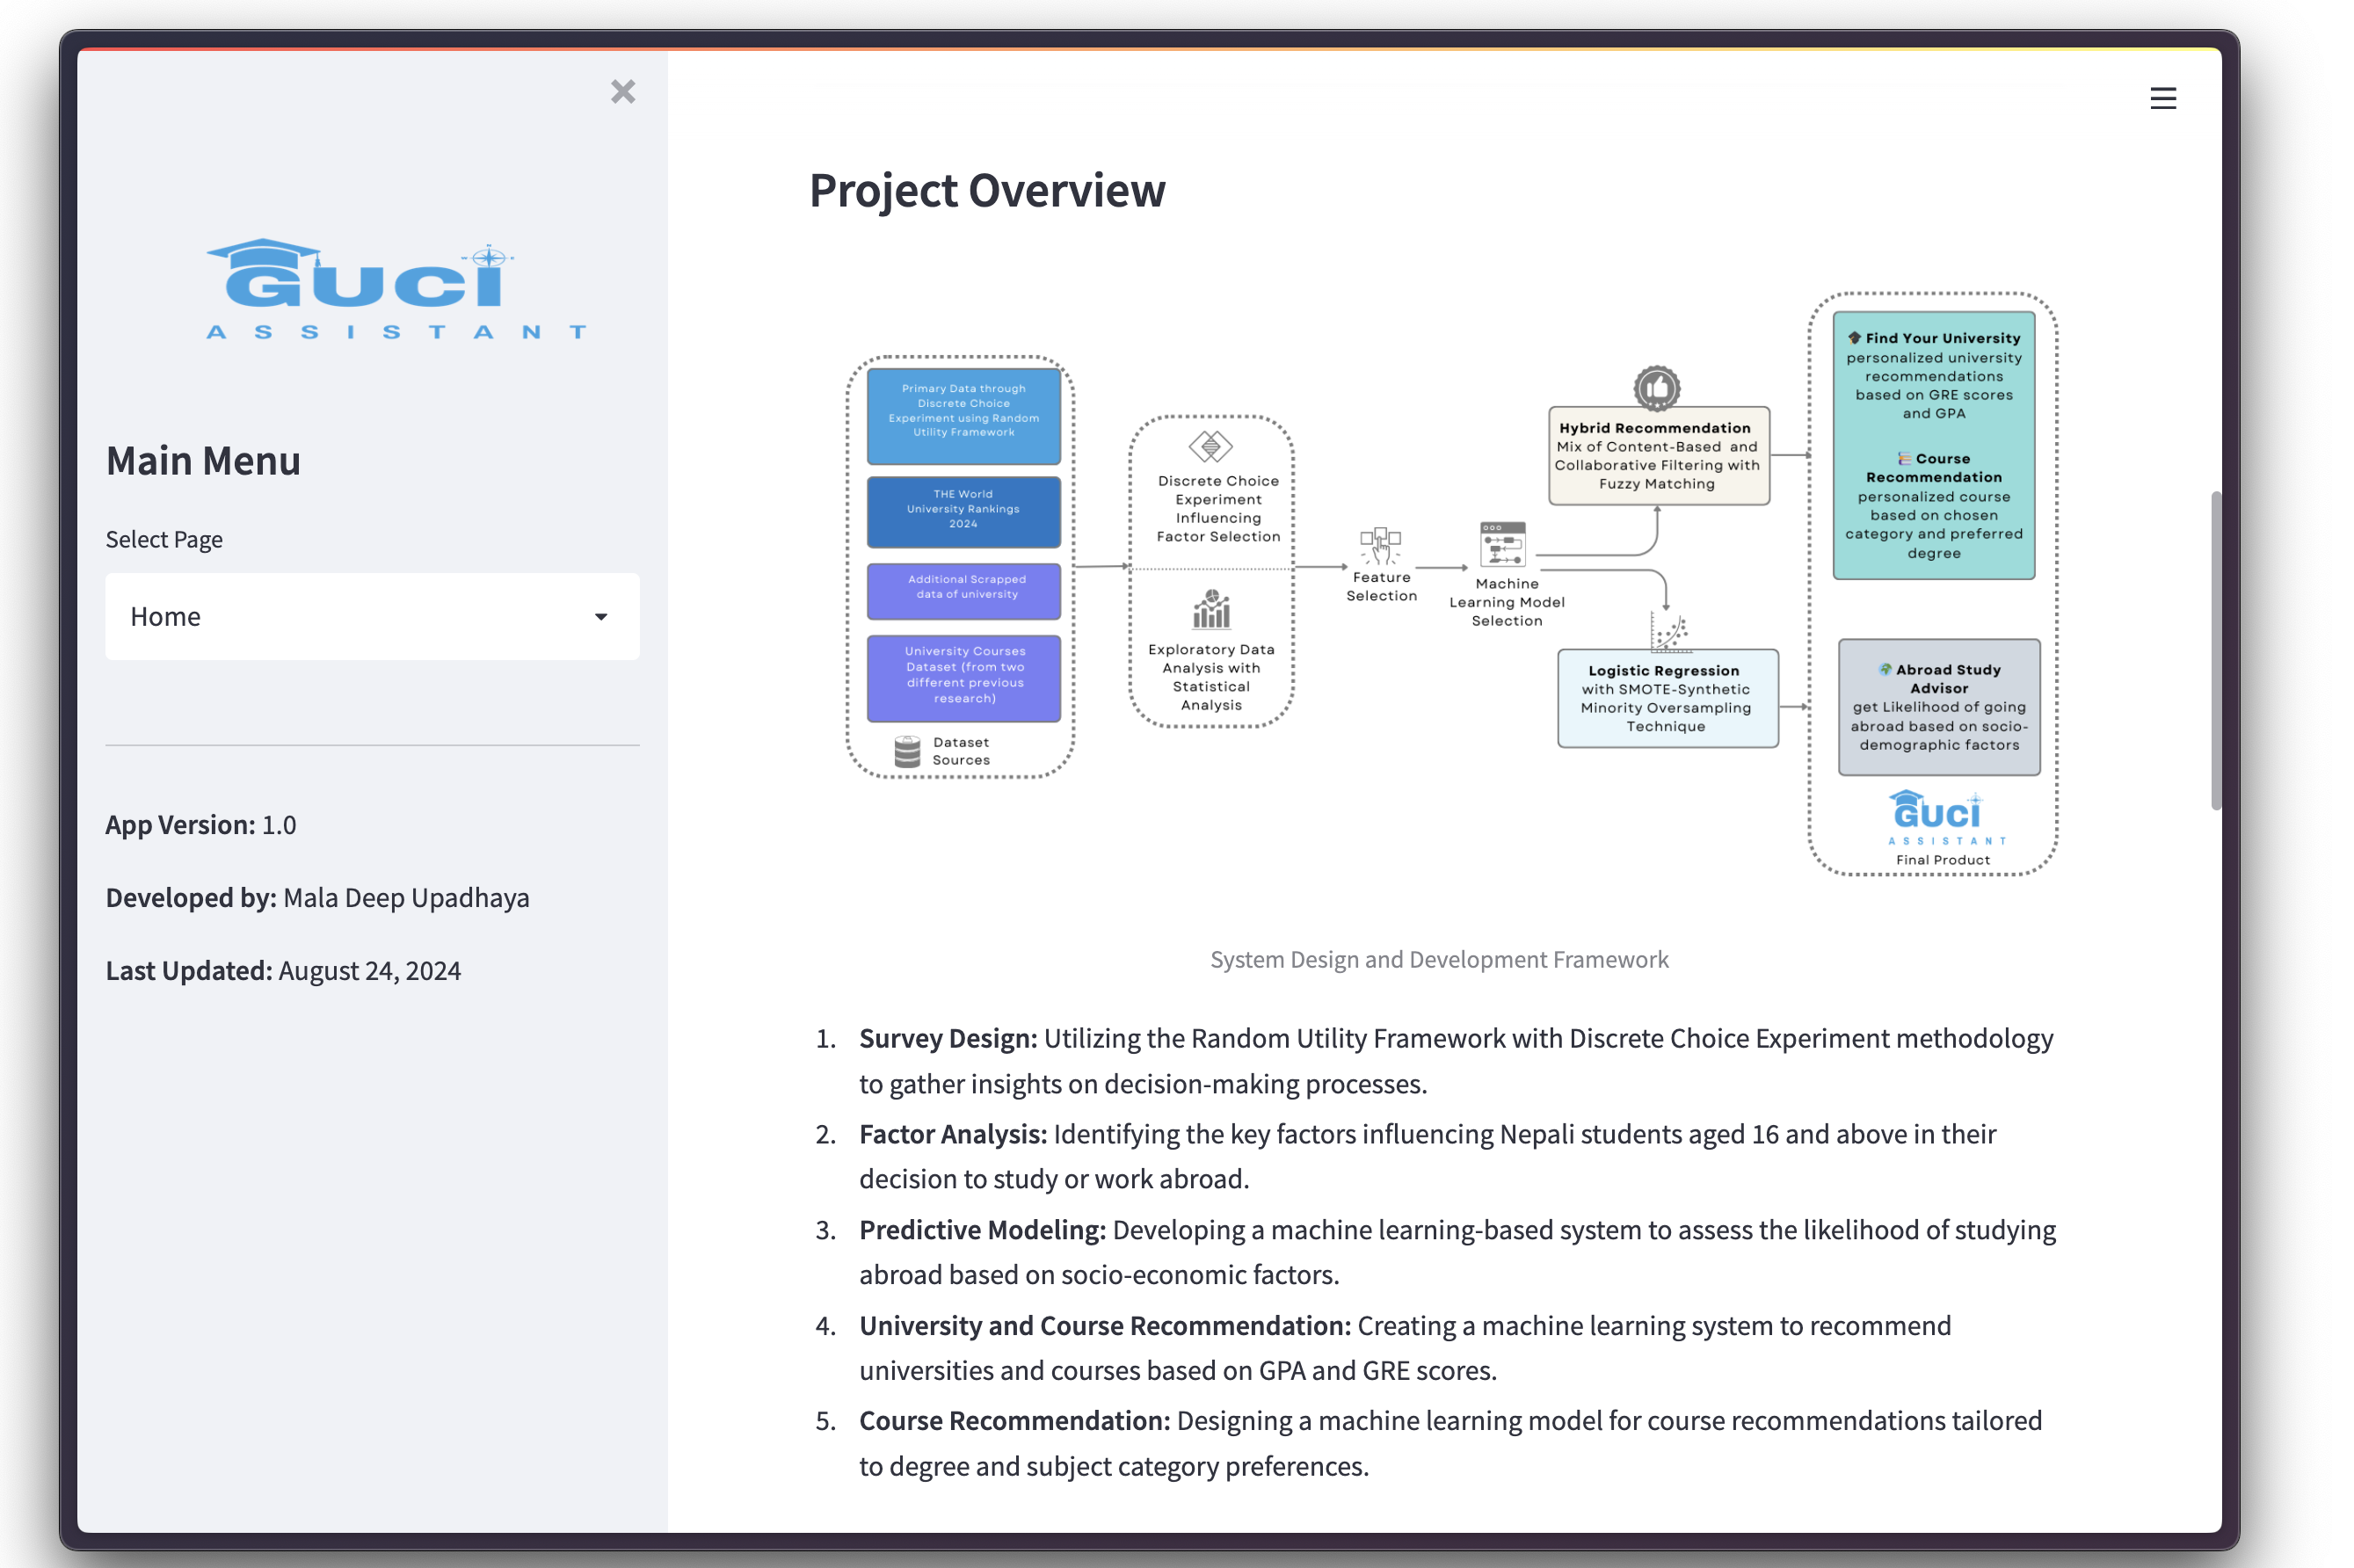 GUCI
ASSISTANT
Main Menu
Select Page
Home
App Version: 1.0
Developed by: Mala Deep Upadhaya
Last Updated: August 24, 2024
Project Overview
Primary Data through
Discrete Choice
Experiment using Random
Utility Framework
THE World
University Rankings
2024
Additional Scrapped
data of university
University Courses
Dataset (from two
different previous
research)
Dataset
Sources
Discrete Choice
Experiment
Influencing
Factor Selection
Exploratory Data
Analysis with
Statistical
Analysis
Feature
Selection
Machine
Learning Model
Selection
Hybrid Recommendation
Mix of Content-Based and
Collaborative Filtering with
Fuzzy Matching
Logistic Regression
with SMOTE-Synthetic
Minority Oversampling
Technique
Find Your University
personalized university
recommendations
based on GRE scores
and GPA
Course
Recommendation
personalized course
based on chosen
category and preferred
degree
Abroad Study
Advisor
get Likelihood of going
abroad based on socio-
demographic factors
GUCI
ASSISTANT
Final Product
System Design and Development Framework
1. Survey Design: Utilizing the Random Utility Framework with Discrete Choice Experiment methodology
to gather insights on decision-making processes.
2. Factor Analysis: Identifying the key factors influencing Nepali students aged 16 and above in their
decision to study or work abroad.
3. Predictive Modeling: Developing a machine learning-based system to assess the likelihood of studying
abroad based on socio-economic factors.
4. University and Course Recommendation: Creating a machine learning system to recommend
universities and courses based on GPA and GRE scores.
5. Course Recommendation: Designing a machine learning model for course recommendations tailored
to degree and subject category preferences.